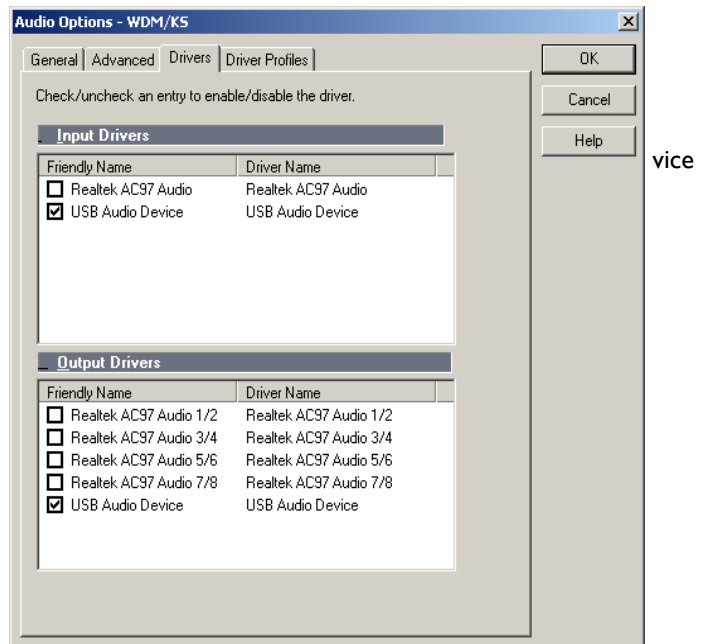 Audio Options - WDM/KS
General Advanced Drivers Driver Profiles
OK
Check/uncheck an entry to enable/disable the driver.
Cancel
Input Drivers
Help
vice
Friendly Name Driver Name
Realtek AC97 Audio Realtek AC97 Audio
USB Audio Device USB Audio Device
Output Drivers
Friendly Name Driver Name
Realtek AC97 Audio 1/2 Realtek AC97 Audio 1/2
Realtek AC97 Audio 3/4 Realtek AC97 Audio 3/4
Realtek AC97 Audio 5/6 Realtek AC97 Audio 5/6
Realtek AC97 Audio 7/8 Realtek AC97 Audio 7/8
USB Audio Device USB Audio Device